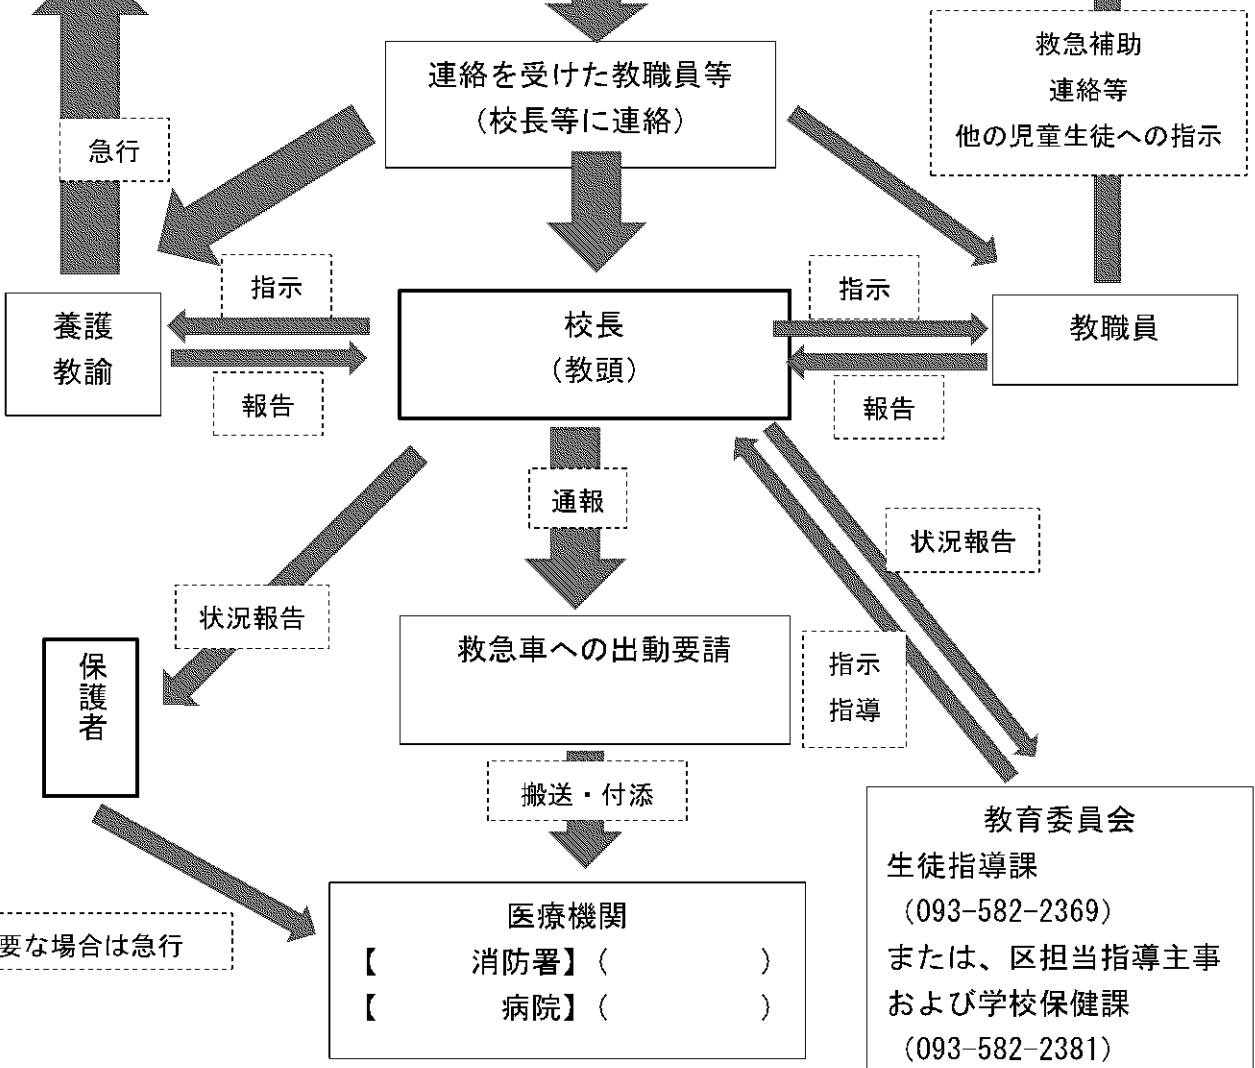 連絡を受けた教職員等
（校長等に連絡）
救急補助
連絡等
他の児童生徒への指示
急行
指示
指示
養護
教諭
校長
（教頭）
教職員
報告
報告
通報
状況報告
状況報告
保護者
救急車への出動要請
指示
指導
搬送・付添
教育委員会
生徒指導課
（093-582-2369）
または、区担当指導主事
および学校保健課
（093-582-2381）
医療機関
【　　　消防署】（　　　　　）
【　　　　病院】（　　　　　）
要な場合は急行